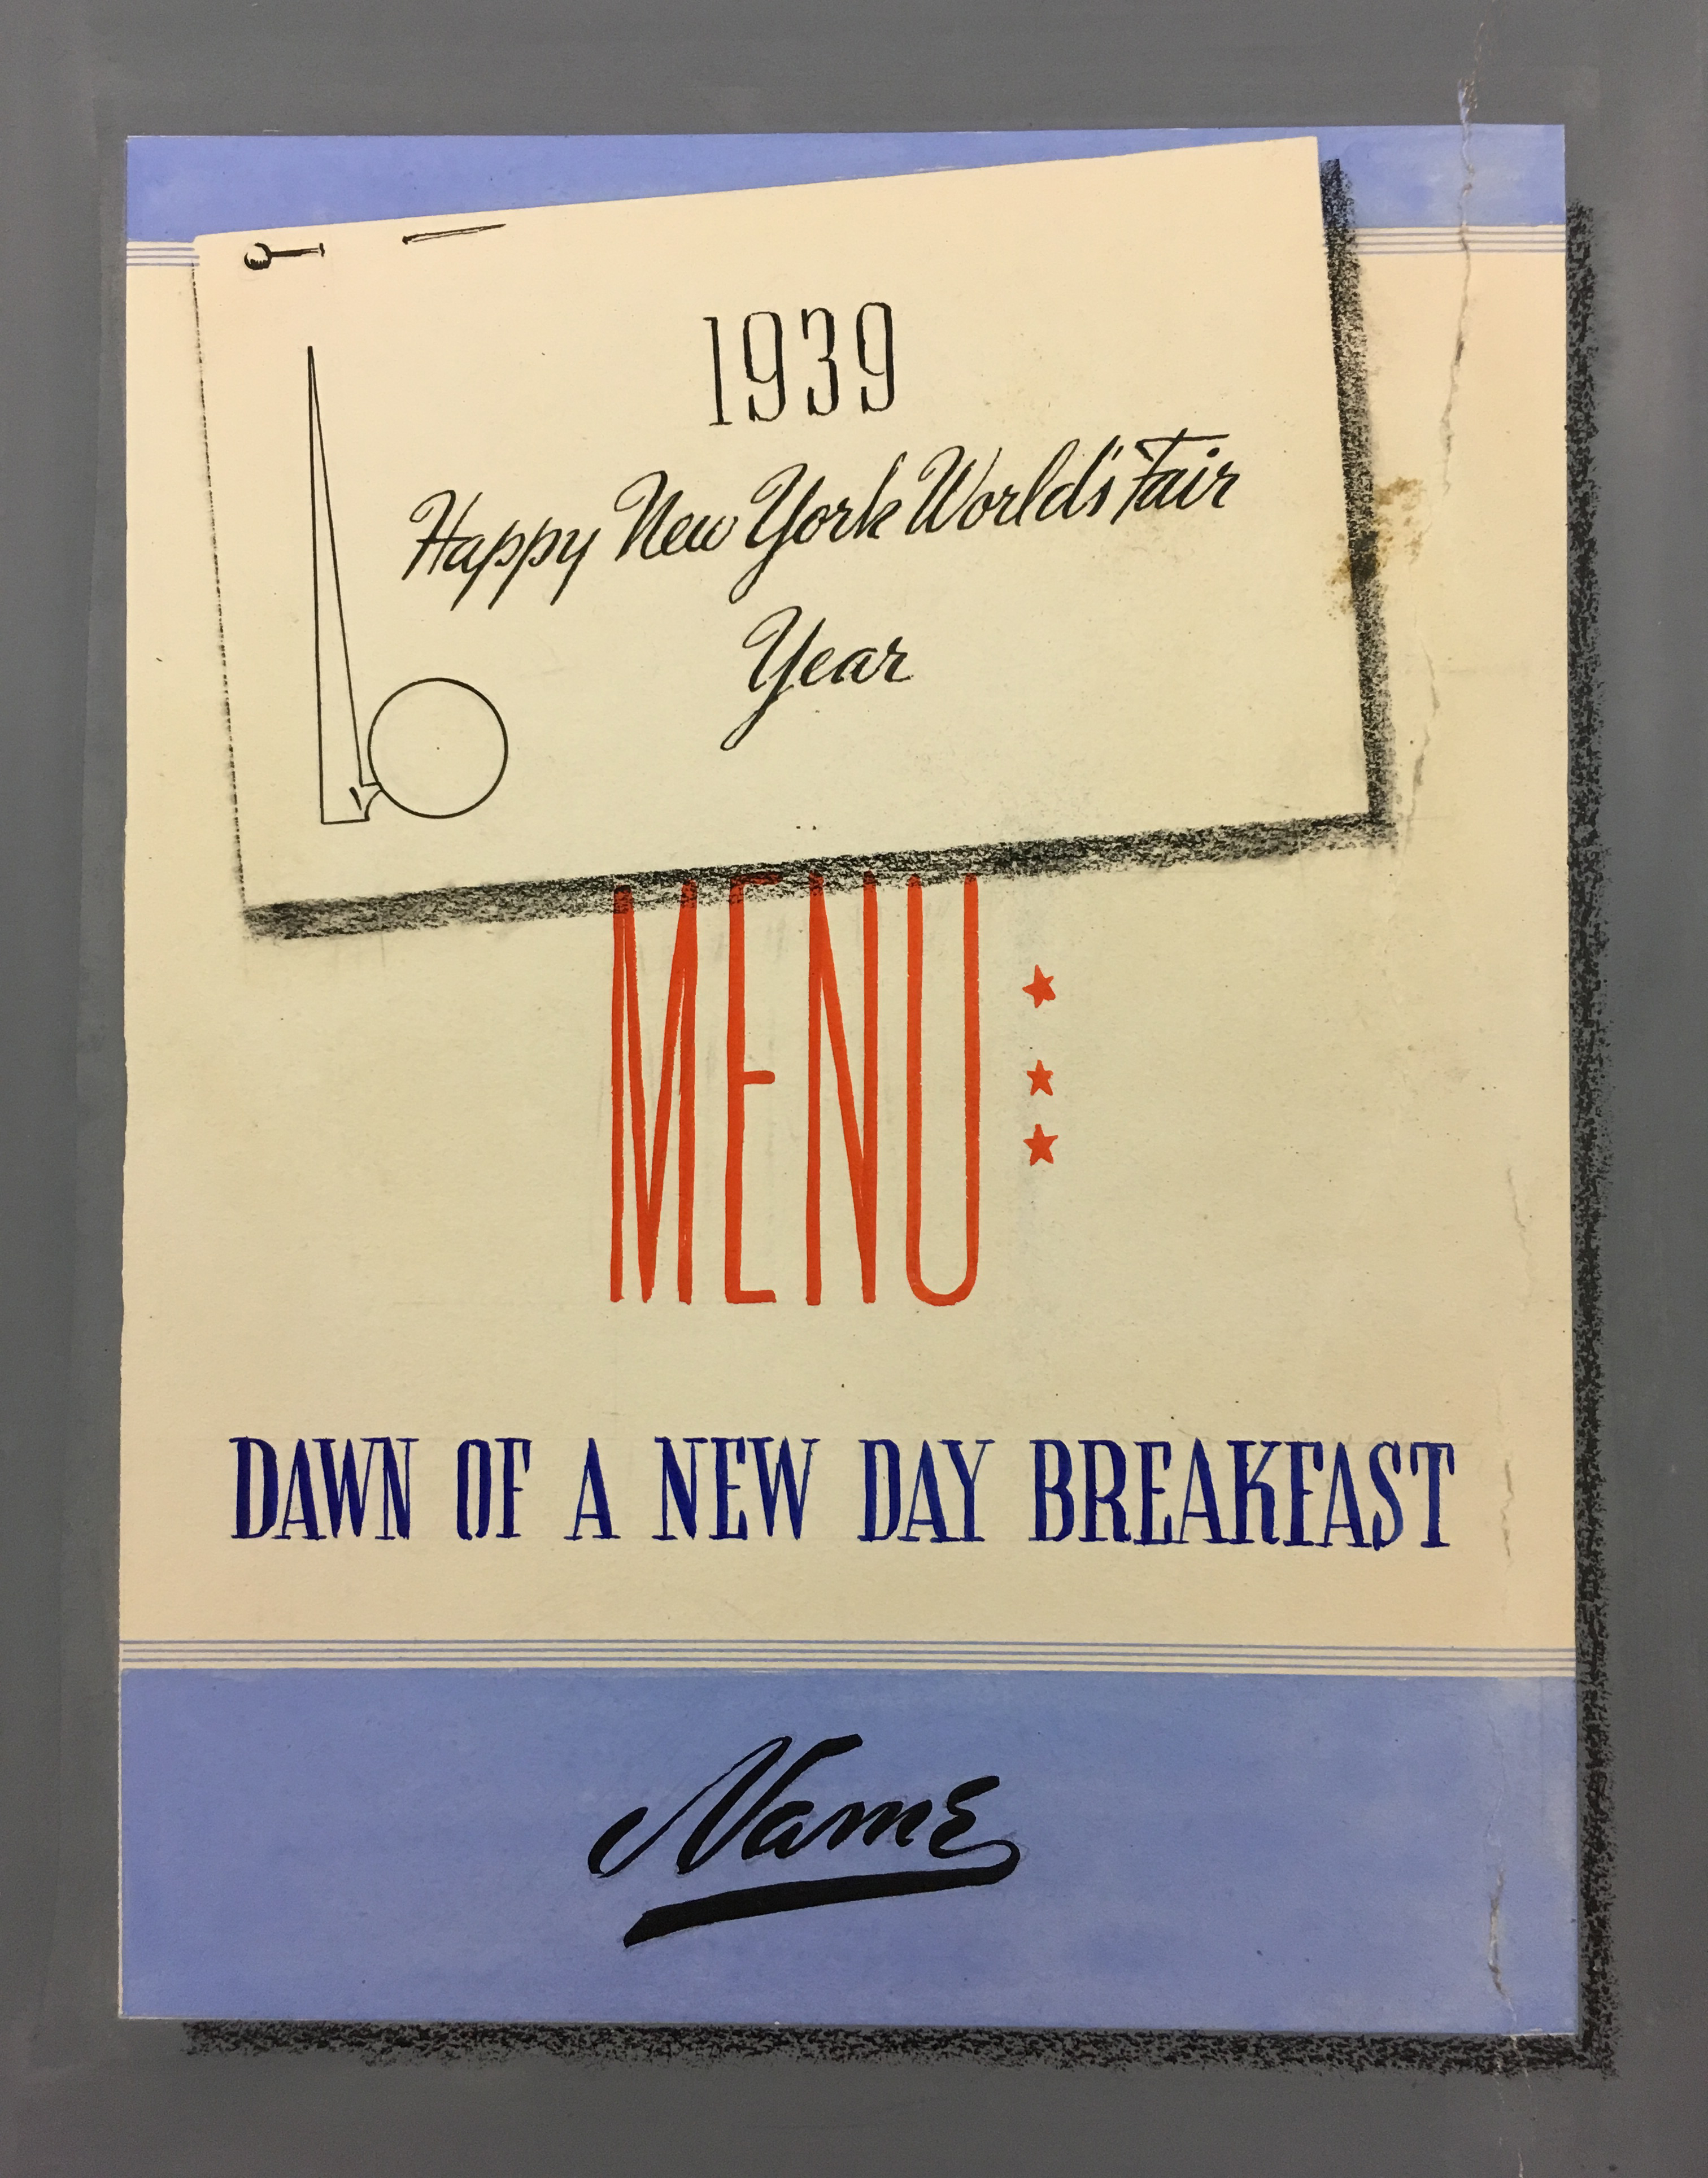 1939
Happy New York World's Fair
Year
MENU
DAWN OF A NEW DAY BREAKFAST
Name